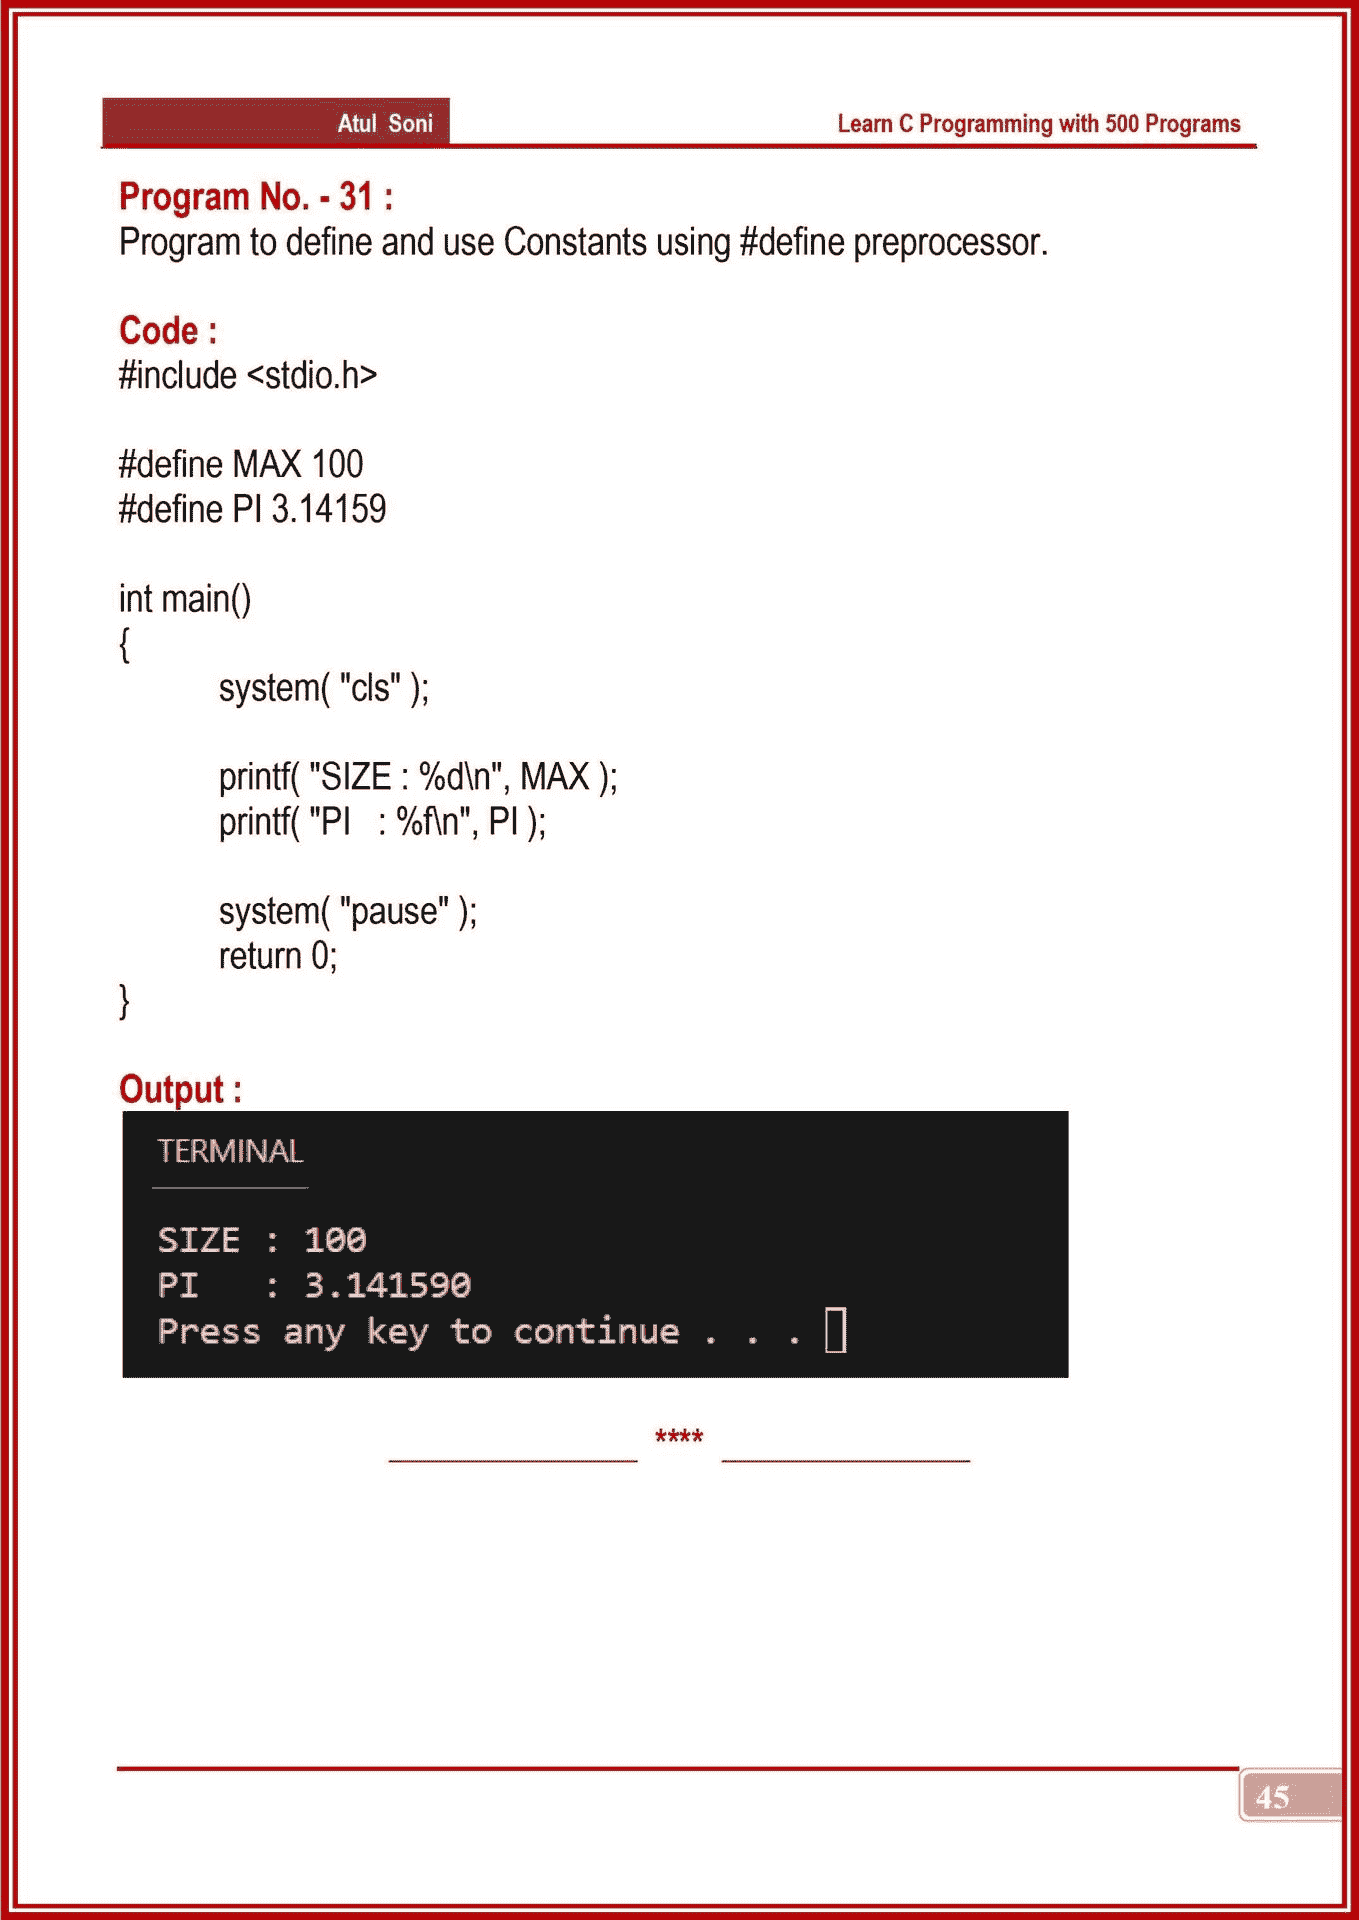 Atul Soni
Learn C Programming with 500 Programs
Program No. - 31 :
Program to define and use Constants using #define preprocessor.
Code :
#include <stdio.h>
#define MAX 100
#define PI 3.14159
int main()
{
system( "cls" );
printf( "SIZE : %d\n", MAX );
printf( "PI   : %f\n", PI );
system( "pause" );
return 0;
}
Output :
TERMINAL
SIZE : 100
PI   : 3.141590
Press any key to continue . . .
****
45